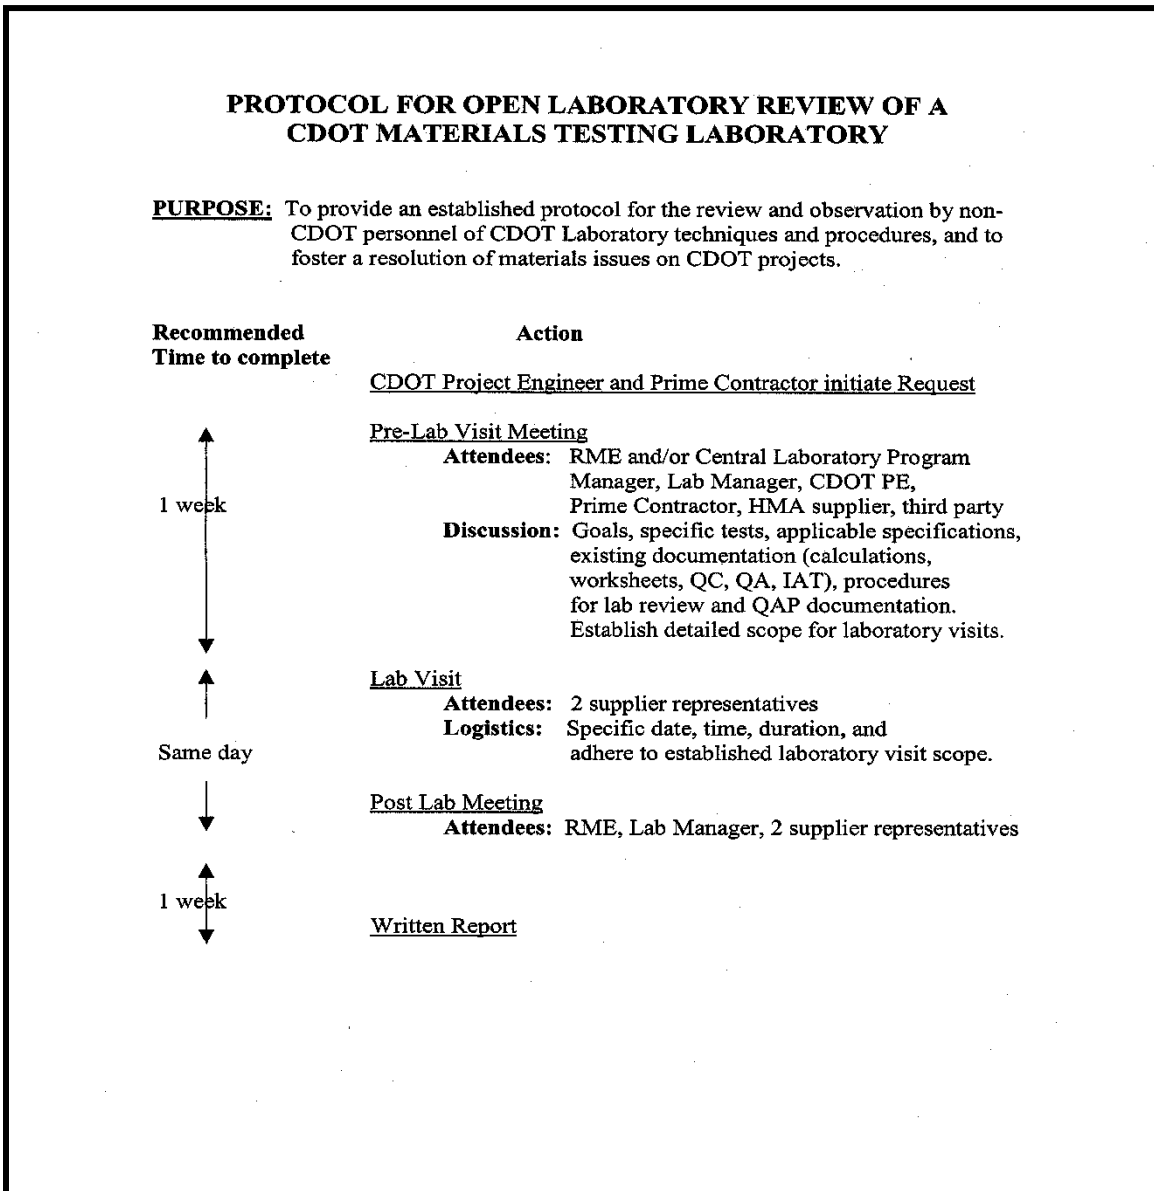 PROTOCOL FOR OPEN LABORATORY REVIEW OF A
CDOT MATERIALS TESTING LABORATORY
PURPOSE: To provide an established protocol for the review and observation by non-
CDOT personnel of CDOT Laboratory techniques and procedures, and to
foster a resolution of materials issues on CDOT projects.
Recommended Action
Time to complete
CDOT Project Engineer and Prime Contractor initiate Request
Pre-Lab Visit Meeting
Attendees: RME and/or Central Laboratory Program
Manager, Lab Manager, CDOT PE,
1 week Prime Contractor, HMA supplier, third party
Discussion: Goals, specific tests, applicable specifications,
existing documentation (calculations,
worksheets, QC, QA, IAT), procedures
for lab review and QAP documentation.
Establish detailed scope for laboratory visits.
Lab Visit
Attendees: 2 supplier representatives
Logistics: Specific date, time, duration, and
Same day adhere to established laboratory visit scope.
Post Lab Meeting
Attendees: RME, Lab Manager, 2 supplier representatives
1 week
Written Report